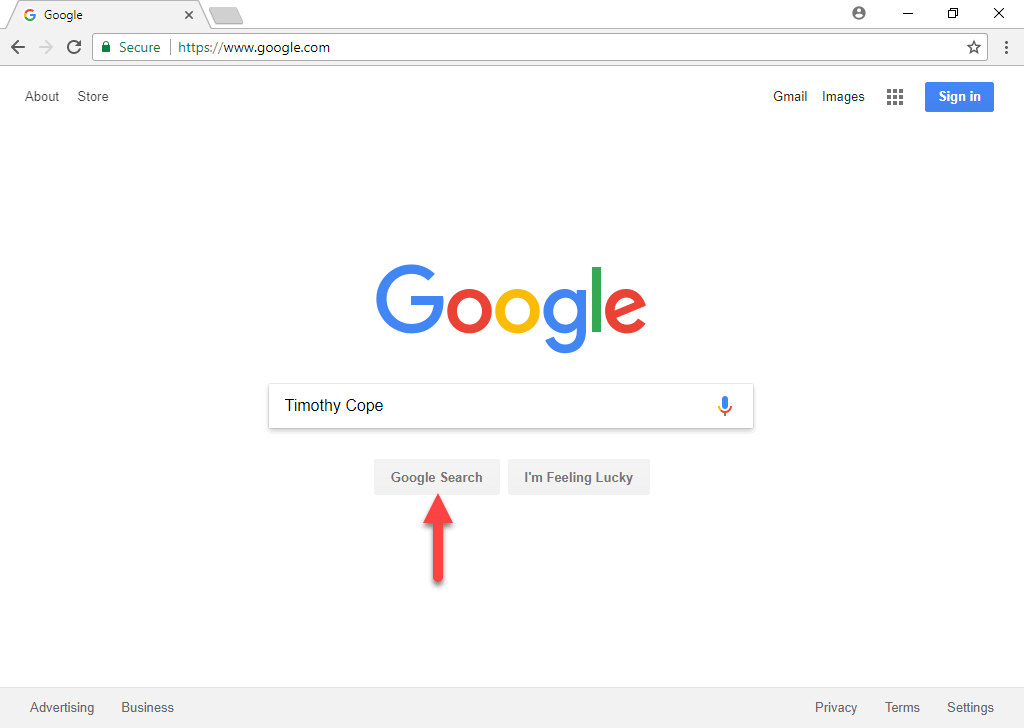 Google
Secure https://www.google.com
About Store Gmail Images Sign in
Google
Timothy Cope
Google Search I'm Feeling Lucky
Advertising Business Privacy Terms Settings